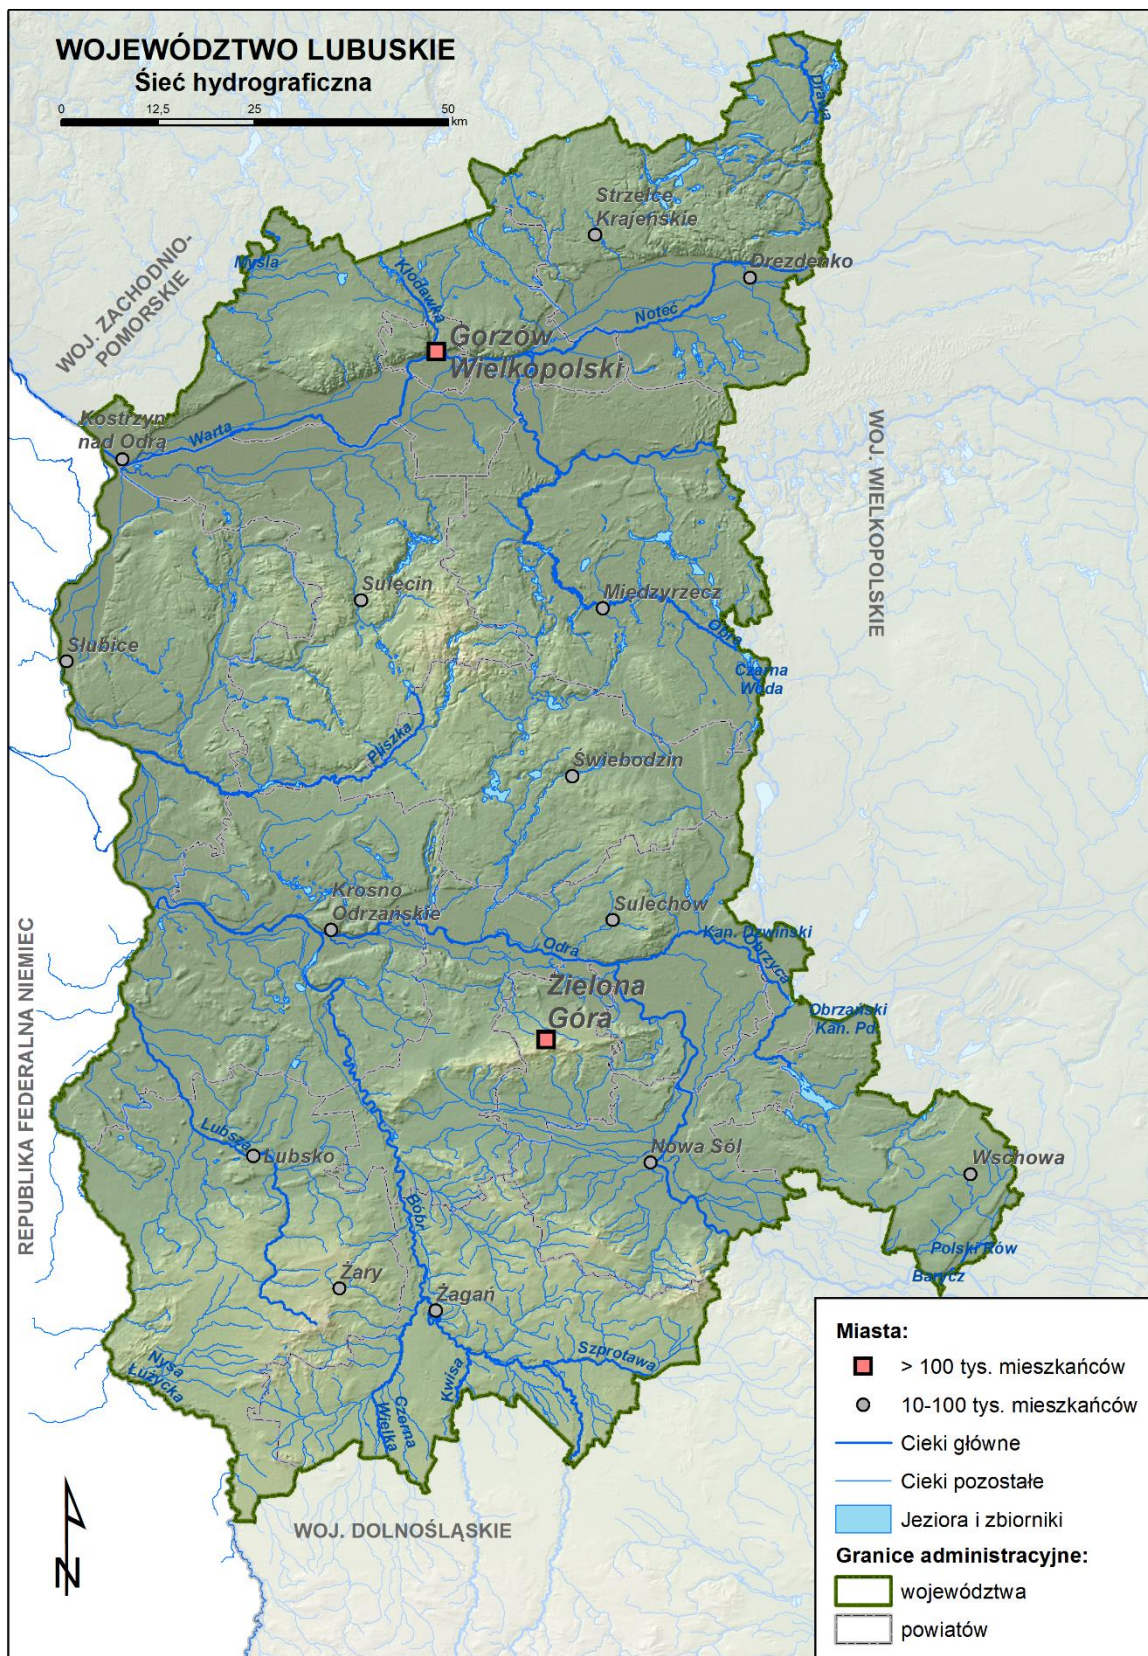 WOJEWÓDZTWO LUBUSKIE
Sieć hydrograficzna
0 12,5 25 50
km
Drawa
Strzelce
Krajeńskie
Myśla
Kłodawka
Drezdenko
WOJ. ZACHODNIO-
POMORSKIE
Noteć
Gorzów
Wielkopolski
Kostrzyn
nad Odrą
Warta
WOJ. WIELKOPOLSKIE
Sulęcin
Międzyrzecz
Słubice
Obra
Czarna
Woda
Pliszka
Świebodzin
Krosno
Odrzańskie
Sulechów
Kan. Dzwiński
Odra
Obrzyca
REPUBLIKA FEDERALNA NIEMIEC
Zielona
Góra
Obrzański
Kan. Pd.
Lubsza
Lubsko
Nowa Sól
Wschowa
Bóbr
Polski Rów
Barycz
Żary
Żagań
Szprotawa
Nysa
Łużycka
Kwisa
Czerna
Wielka
WOJ. DOLNOŚLĄSKIE
N
Miasta:
> 100 tys. mieszkańców
10-100 tys. mieszkańców
Cieki główne
Cieki pozostałe
Jeziora i zbiorniki
Granice administracyjne:
województwa
powiatów